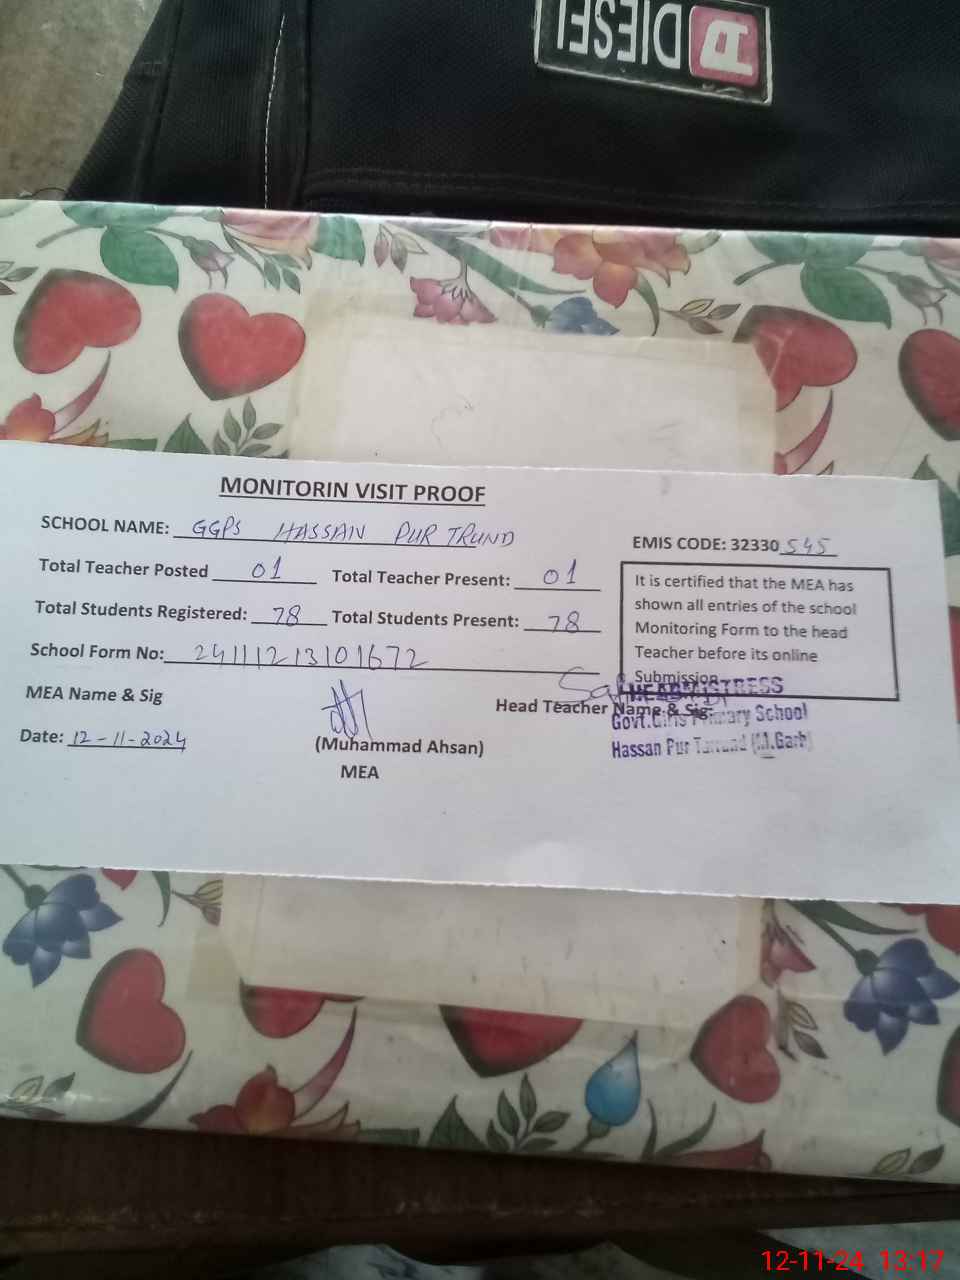 DIESEL
MONITORIN VISIT PROOF
SCHOOL NAME: GGPS HASSAN PUR TRUND
EMIS CODE: 32330 545
Total Teacher Posted 01 Total Teacher Present: 01
Total Students Registered: 78 Total Students Present: 78
School Form No: 24111213101672
It is certified that the MEA has
shown all entries of the school
Monitoring Form to the head
Teacher before its online
Submission
MEA Name & Sig
Head Teacher Name & Sig:
HEADMISTRESS
Govt. Girls Primary School
Hassan Pur (M.Garh)
Date: 12-11-2024
(Muhammad Ahsan)
MEA
12-11-24 13:17